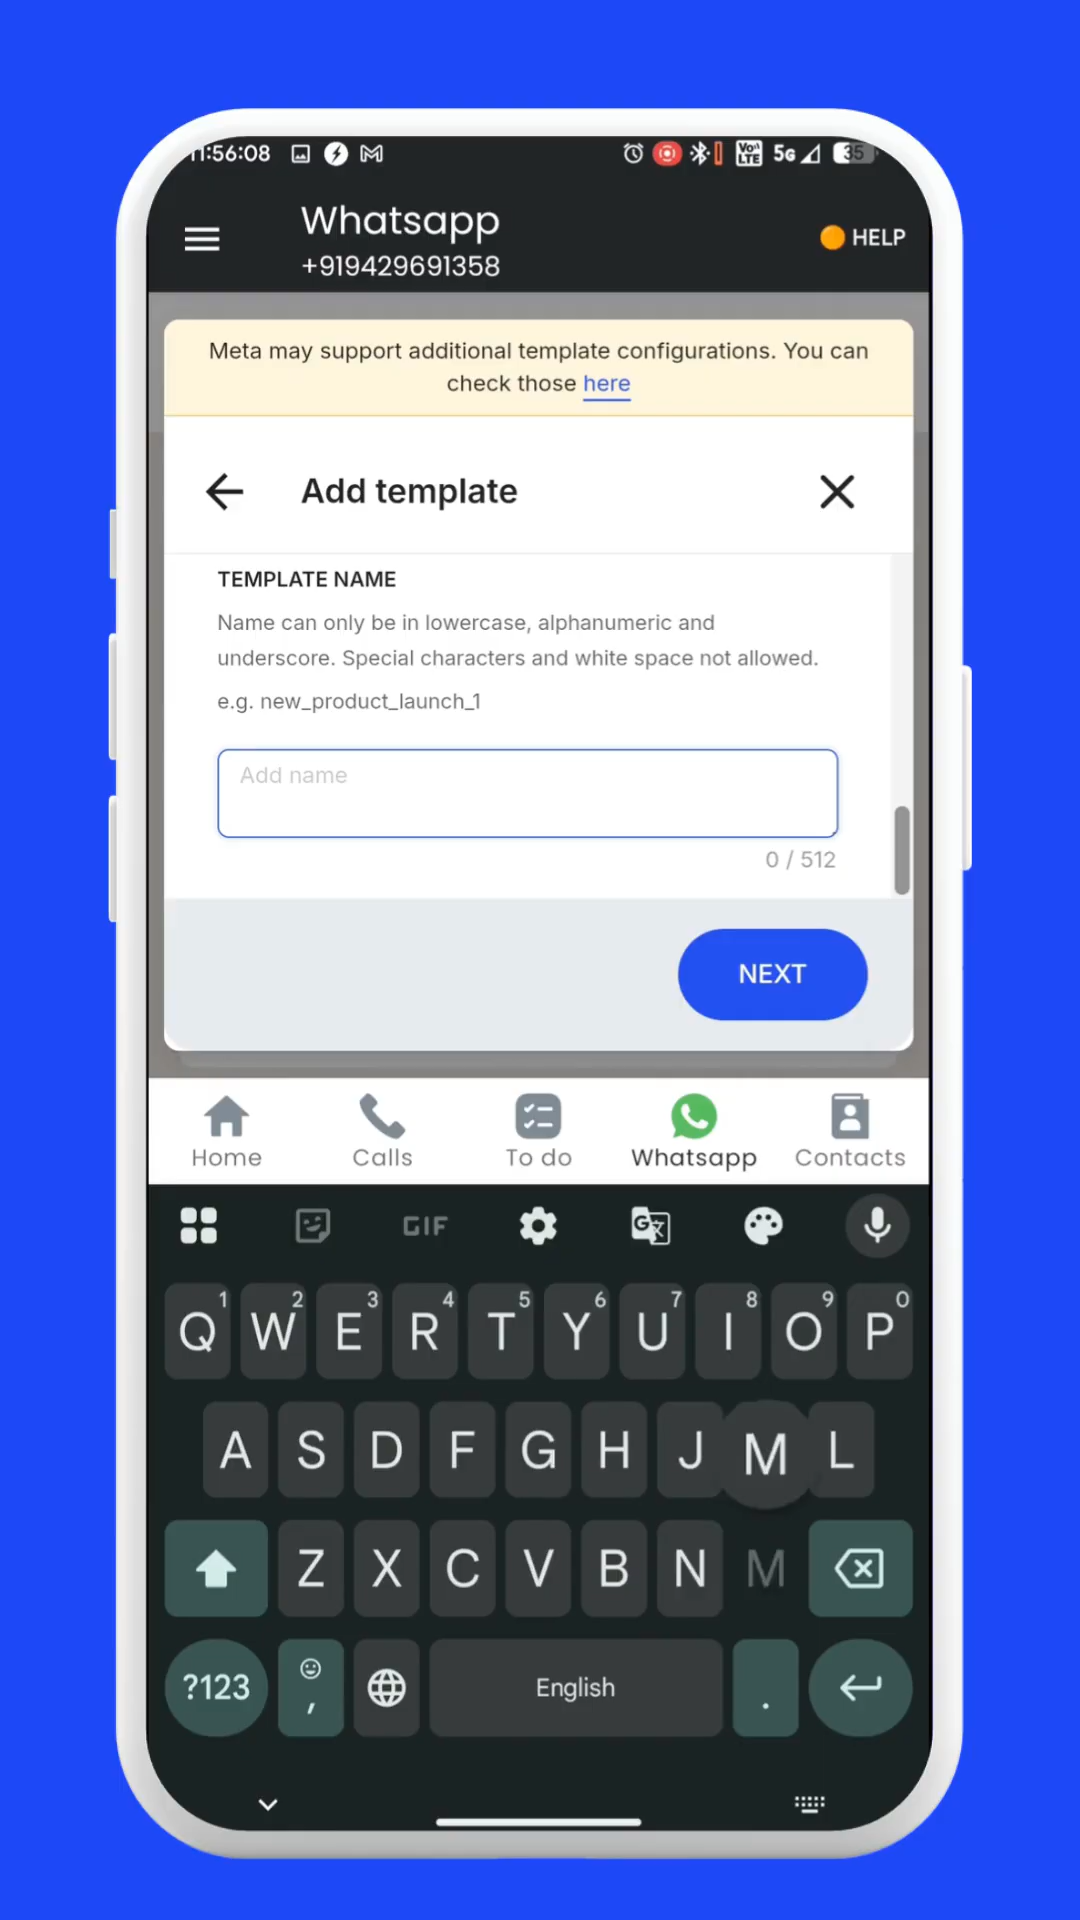 11:56:08
Vo)) LTE
5G
35
Whatsapp
+919429691358
HELP
Meta may support additional template configurations. You can
check those here
Add template
TEMPLATE NAME
Name can only be in lowercase, alphanumeric and
underscore. Special characters and white space not allowed.
e.g. new_product_launch_1
Add name
0 / 512
NEXT
Home Calls To do Whatsapp Contacts
GIF G
1 2 3 4 5 6 7 8 9 0
Q W E R T Y U I O P
A S D F G H J M L
Z X C V B N M
?123 , English .